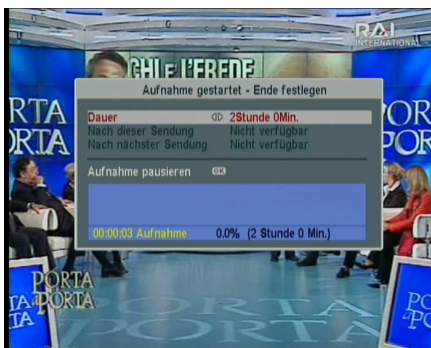 RAI
INTERNATIONAL
CHI È L'EREDE
Aufnahme gestartet - Ende festlegen
RTA
PORTA
Dauer 2Stunde 0Min.
Nach dieser Sendung Nicht verfügbar
Nach nächster Sendung Nicht verfügbar
Aufnahme pausieren OK
00:00:03 Aufnahme 0.0% (2 Stunde 0 Min.)
PORTA
a PORTA
PORTA